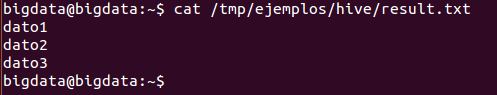 bigdata@bigdata:~$ cat /tmp/ejemplos/hive/result.txt
dato1
dato2
dato3
bigdata@bigdata:~$